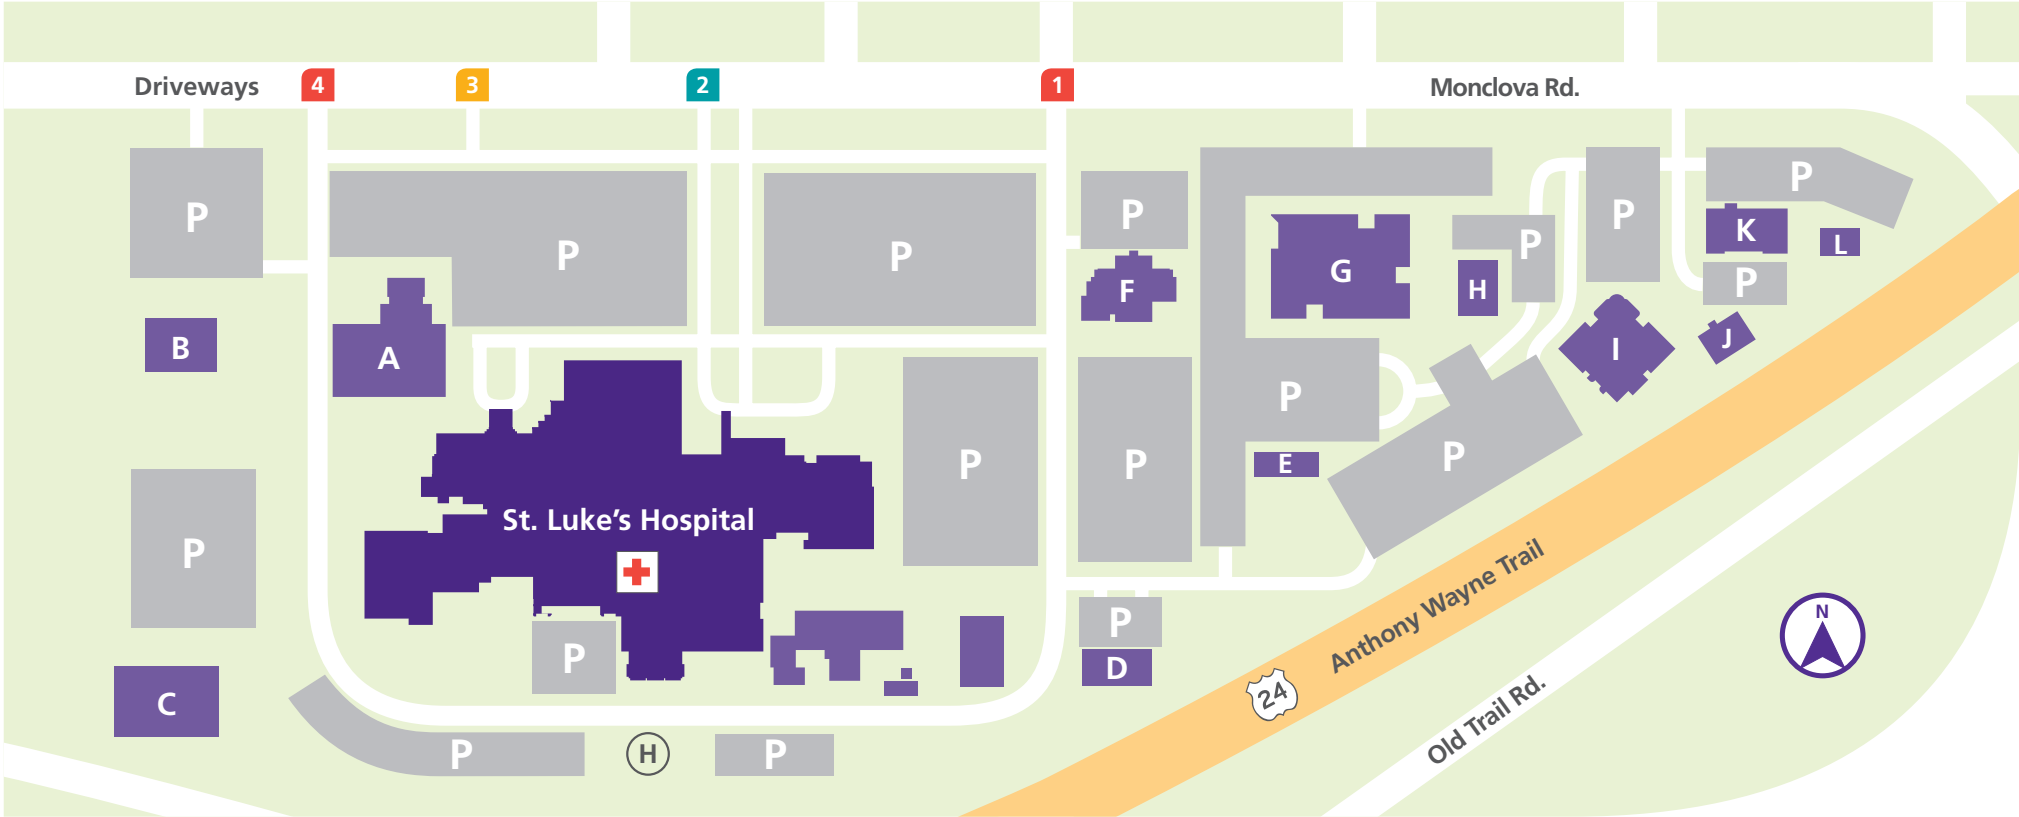 Driveways
4
3
2
1
Monclova Rd.
P
P
P
P
P
P
P
K
L
P
F
G
H
P
B
A
I
J
P
P
P
P
E
P
St. Luke's Hospital
P
P
P
D
C
P
H
P
24
Anthony Wayne Trail
Old Trail Rd.
N